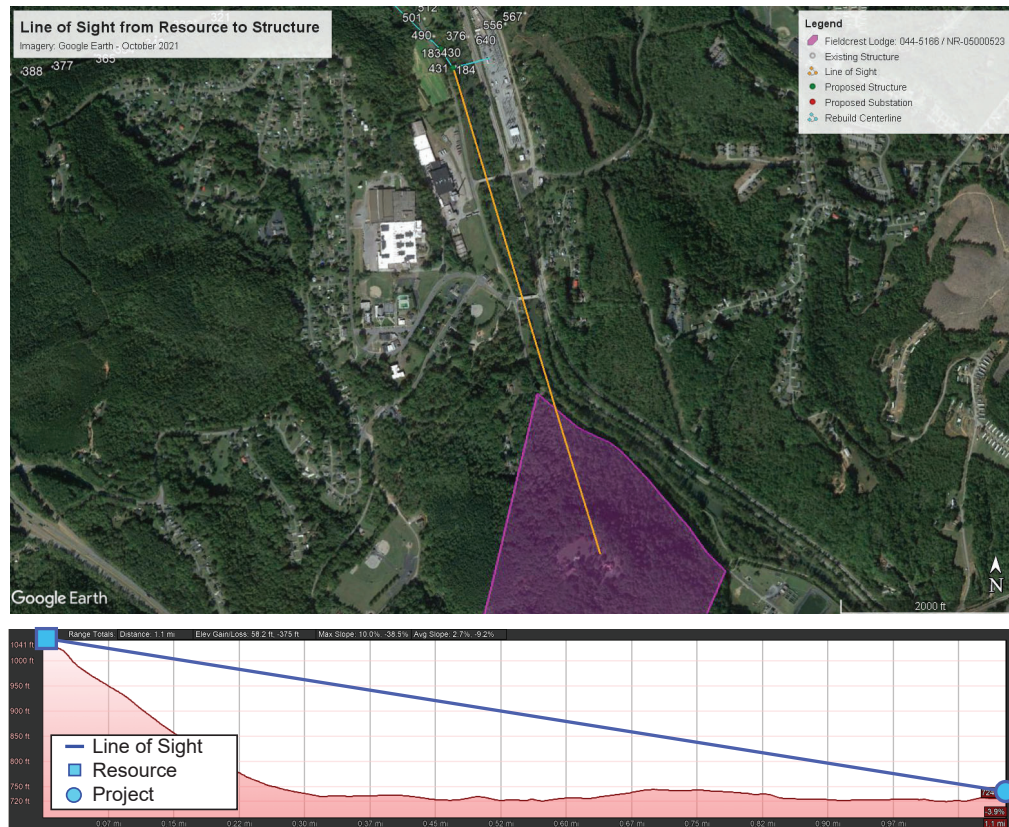 Line of Sight from Resource to Structure
Imagery: Google Earth - October 2021
Legend
Fieldcrest Lodge: 044-5166 / NR-05000523
Existing Structure
Line of Sight
Proposed Structure
Proposed Substation
Rebuild Centerline
321
365
377
388
512
501
490
376
567
556
640
183430
431
184
Google Earth
N
2000 ft
Range Totals Distance: 1.1 mi Elev Gain/Loss: 58.2 ft, -375 ft Max Slope: 10.0%, -38.5% Avg Slope: 2.7%, -9.2%
1041 ft
1000 ft
950 ft
900 ft
850 ft
800 ft
750 ft
720 ft
Line of Sight
Resource
Project
724
-3.9%
0.07 mi 0.15 mi 0.22 mi 0.30 mi 0.37 mi 0.45 mi 0.52 mi 0.60 mi 0.67 mi 0.75 mi 0.82 mi 0.90 mi 0.97 mi 1.1 mi